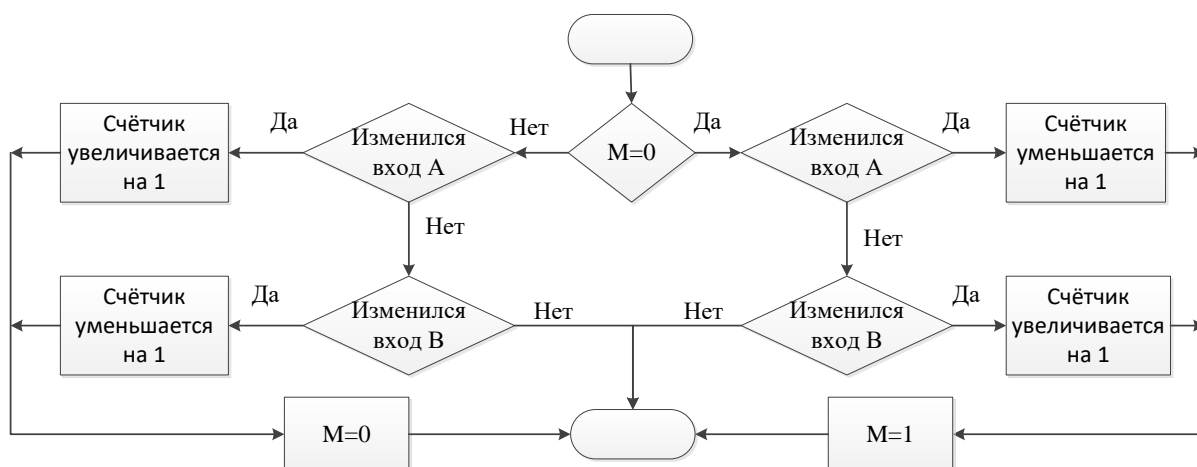 Счётчик
увеличивается
на 1
Да
Изменился
вход А
Нет
М=0
Да
Изменился
вход А
Да
Счётчик
уменьшается
на 1
Нет
Нет
Счётчик
уменьшается
на 1
Да
Изменился
вход В
Нет
Нет
Изменился
вход В
Да
Счётчик
увеличивается
на 1
М=0
М=1